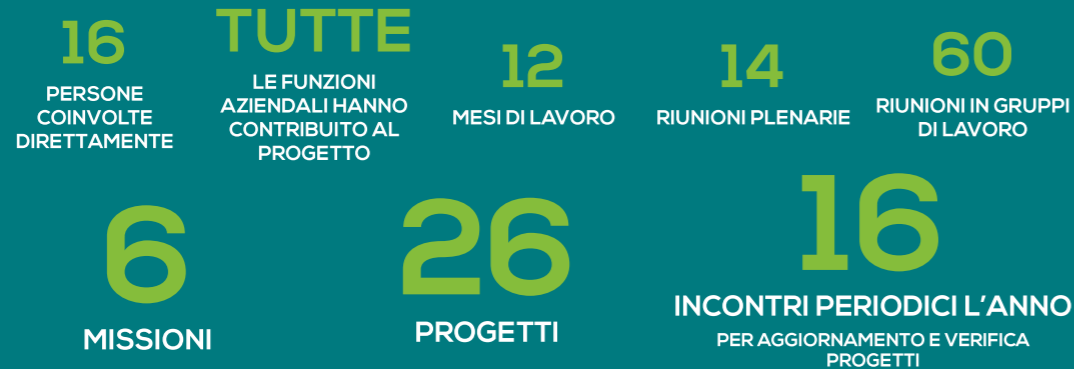 16
PERSONE
COINVOLTE
DIRETTAMENTE
TUTTE
LE FUNZIONI
AZIENDALI HANNO
CONTRIBUITO AL
PROGETTO
12
MESI DI LAVORO
14
RIUNIONI PLENARIE
60
RIUNIONI IN GRUPPI
DI LAVORO
6
MISSIONI
26
PROGETTI
16
INCONTRI PERIODICI L'ANNO
PER AGGIORNAMENTO E VERIFICA
PROGETTI